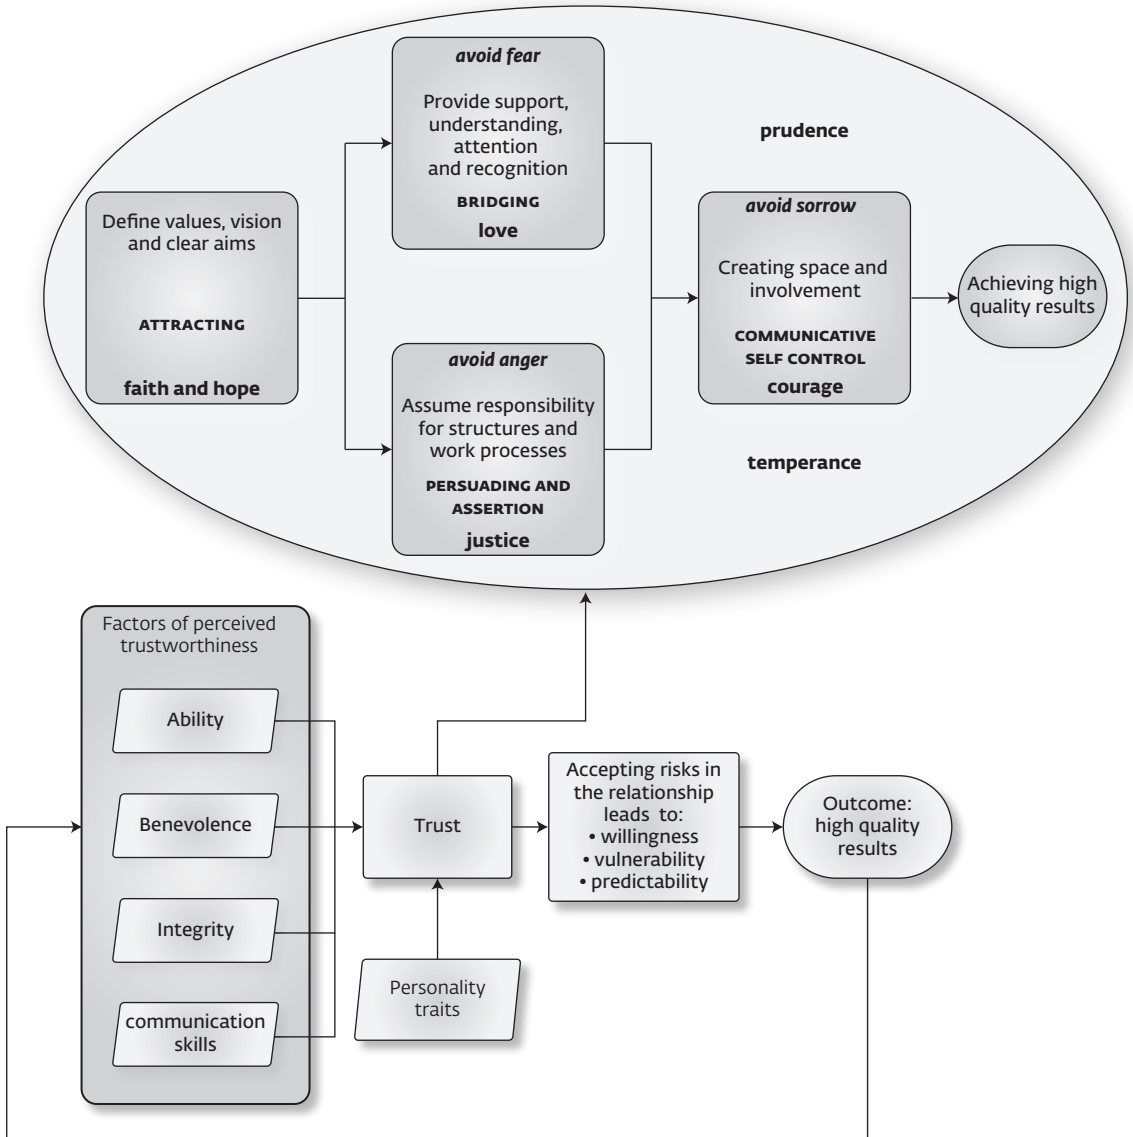 avoid fear
Provide support,
understanding,
attention
and recognition
BRIDGING
love
prudence
Define values, vision
and clear aims
ATTRACTING
faith and hope
avoid sorrow
Creating space and
involvement
COMMUNICATIVE
SELF CONTROL
courage
Achieving high
quality results
avoid anger
Assume responsibility
for structures and
work processes
PERSUADING AND
ASSERTION
justice
temperance
Factors of perceived
trustworthiness
Ability
Benevolence
Integrity
communication
skills
Trust
Personality
traits
Accepting risks in
the relationship
leads to:
• willingness
• vulnerability
• predictability
Outcome:
high quality
results